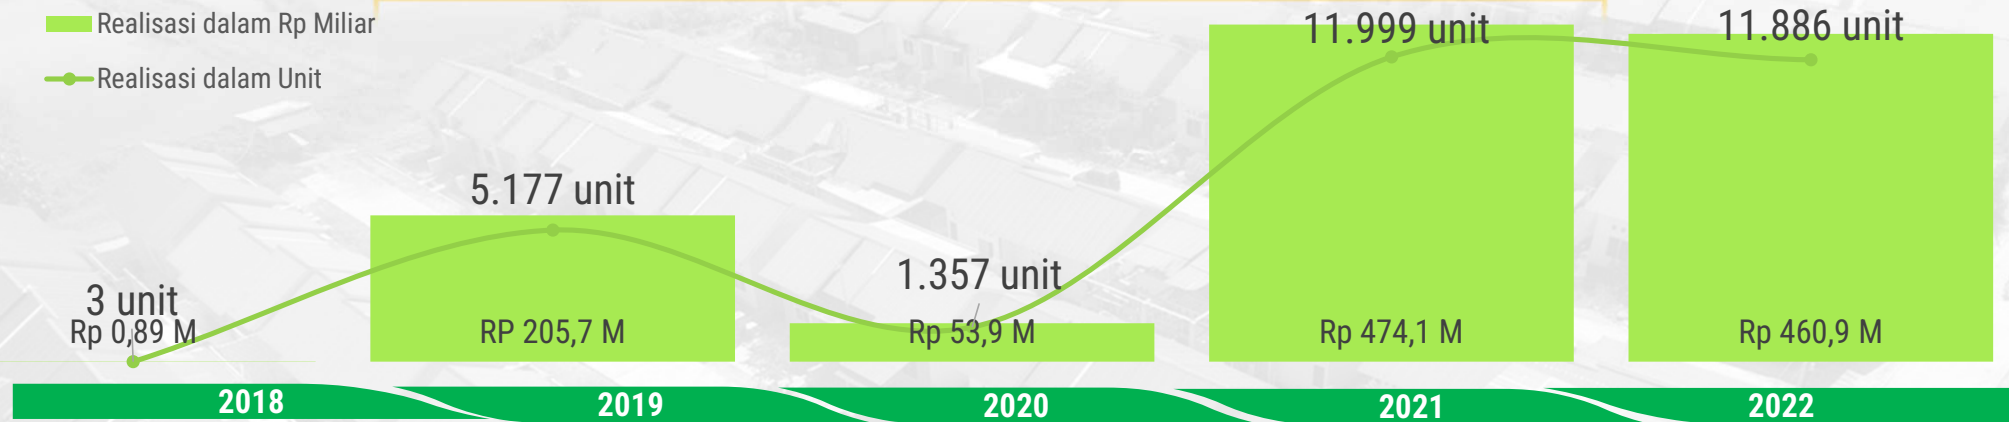 Realisasi dalam Rp Miliar
Realisasi dalam Unit
3 unit
Rp 0,89 M
5.177 unit
RP 205,7 M
1.357 unit
Rp 53,9 M
11.999 unit
Rp 474,1 M
11.886 unit
Rp 460,9 M
2018
2019
2020
2021
2022